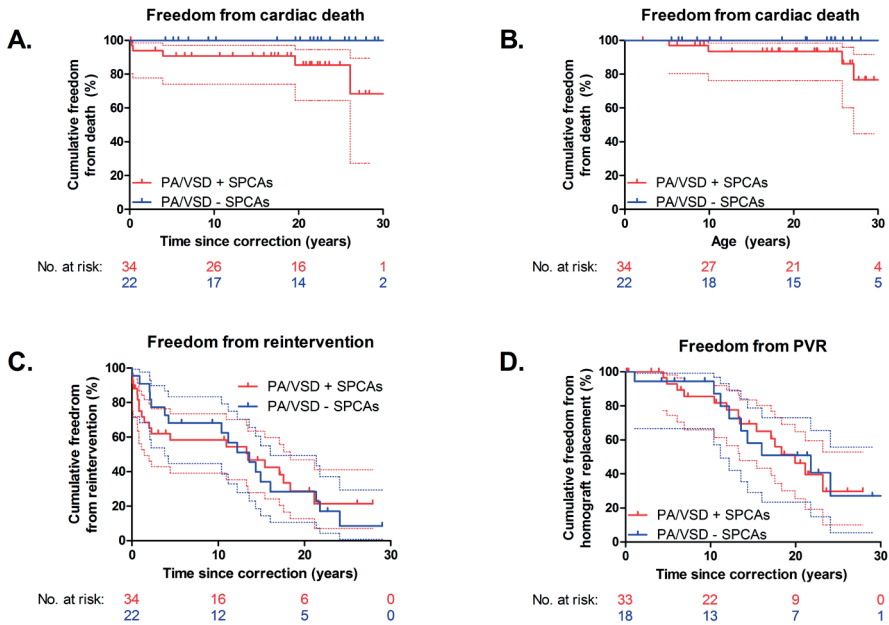 A.
Freedom from cardiac death
Cumulative freedom
from death (%)
100
80
60
40
20
0
PA/VSD + SPCAs
PA/VSD - SPCAs
0 10 20 30
Time since correction (years)
No. at risk: 34 26 16 1
22 17 14 2
B.
Freedom from cardiac death
Cumulative freedom
from death (%)
100
80
60
40
20
0
PA/VSD + SPCAs
PA/VSD - SPCAs
0 10 20 30
Age (years)
No. at risk: 34 27 21 4
22 18 15 5
C.
Freedom from reintervention
Cumulative freedrom
from reintervention (%)
100
80
60
40
20
0
PA/VSD + SPCAs
PA/VSD - SPCAs
0 10 20 30
Time since correction (years)
No. at risk: 34 16 6 0
22 12 5 0
D.
Freedom from PVR
Cumulative freedom from
homograft replacement (%)
100
80
60
40
20
0
PA/VSD + SPCAs
PA/VSD - SPCAs
0 10 20 30
Time since correction (years)
No. at risk: 33 22 9 0
18 13 7 1